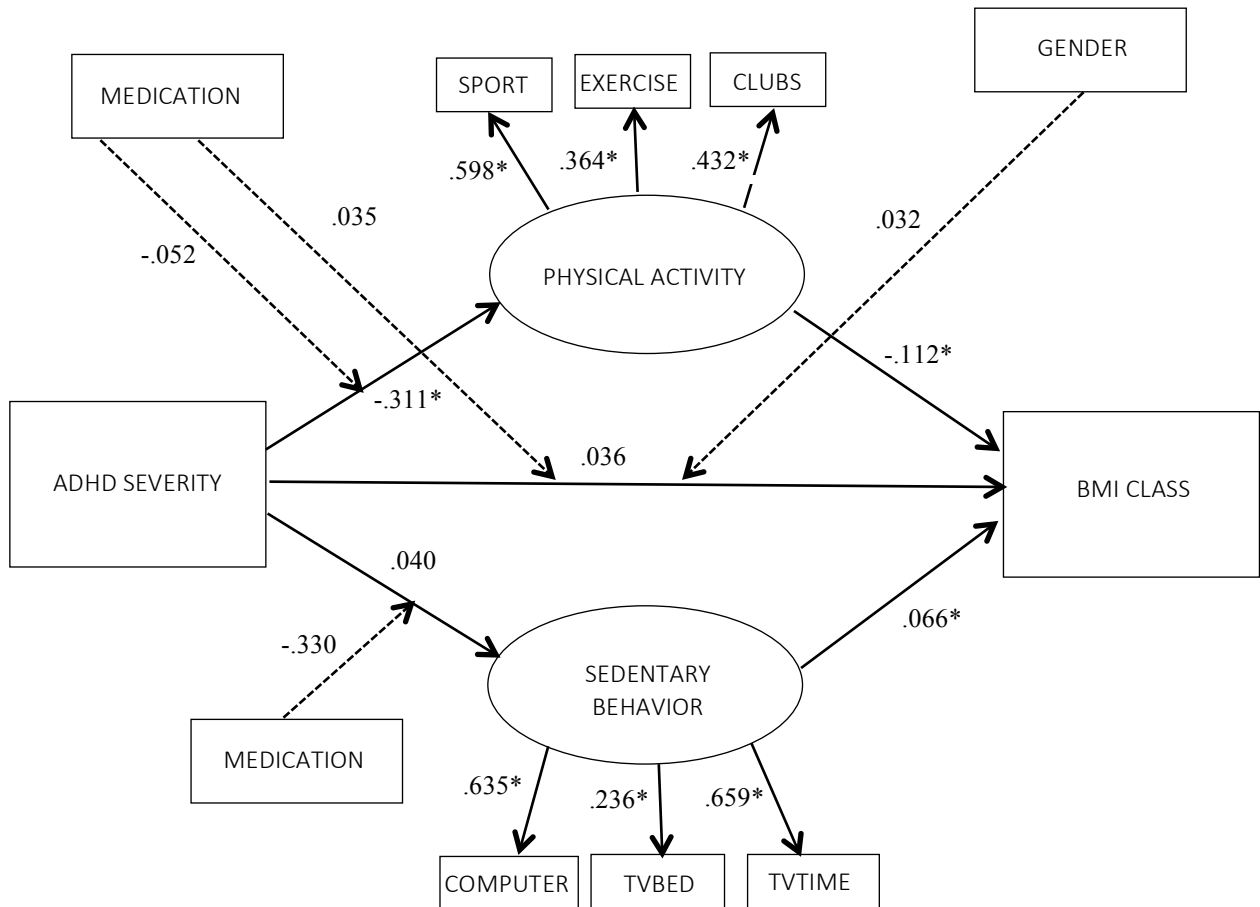 GENDER
MEDICATION
SPORT
EXERCISE
CLUBS
.598*
.364*
.432*
.035
.032
-.052
PHYSICAL ACTIVITY
-.112*
-.311*
ADHD SEVERITY
.036
BMI CLASS
.040
.066*
-.330
SEDENTARY
BEHAVIOR
MEDICATION
.635*
.236*
.659*
COMPUTER
TVBED
TVTIME